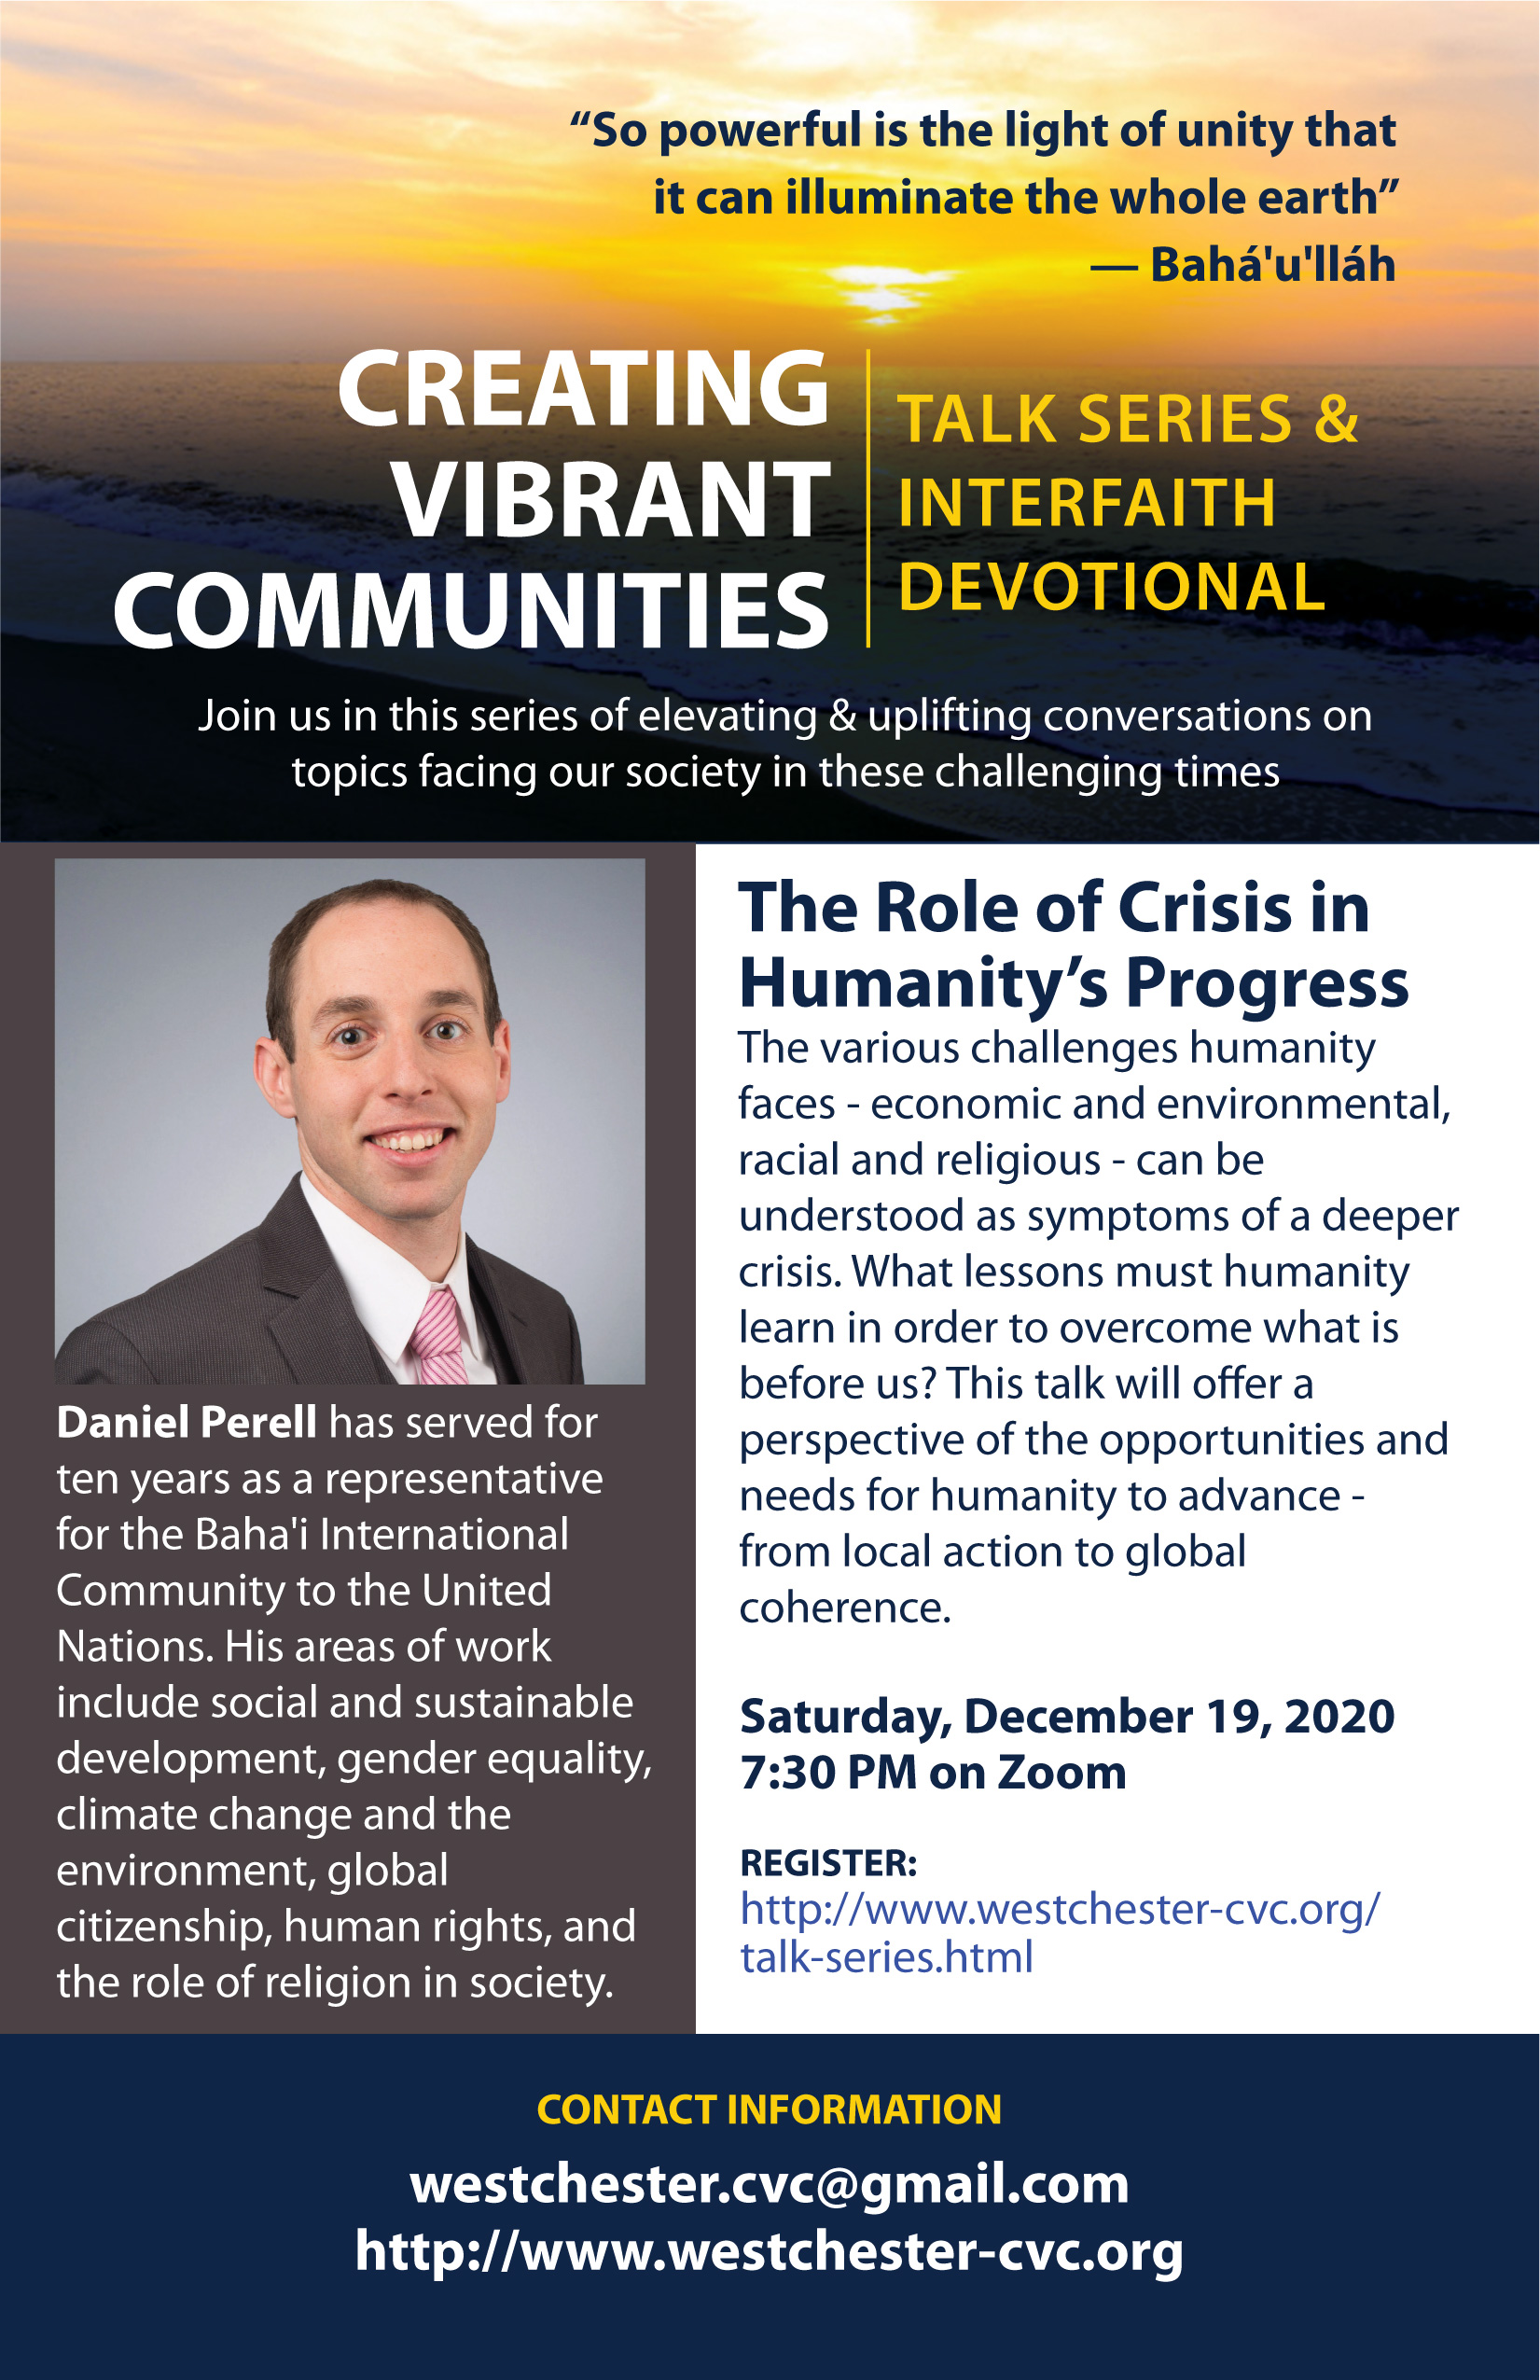 “So powerful is the light of unity that
it can illuminate the whole earth”
— Bahá'u'lláh
CREATING
VIBRANT
COMMUNITIES
TALK SERIES &
INTERFAITH
DEVOTIONAL
Join us in this series of elevating & uplifting conversations on
topics facing our society in these challenging times
Daniel Perell has served for
ten years as a representative
for the Baha'i International
Community to the United
Nations. His areas of work
include social and sustainable
development, gender equality,
climate change and the
environment, global
citizenship, human rights, and
the role of religion in society.
The Role of Crisis in
Humanity’s Progress
The various challenges humanity
faces - economic and environmental,
racial and religious - can be
understood as symptoms of a deeper
crisis. What lessons must humanity
learn in order to overcome what is
before us? This talk will offer a
perspective of the opportunities and
needs for humanity to advance -
from local action to global
coherence.
Saturday, December 19, 2020
7:30 PM on Zoom
REGISTER:
http://www.westchester-cvc.org/
talk-series.html
CONTACT INFORMATION
westchester.cvc@gmail.com
http://www.westchester-cvc.org